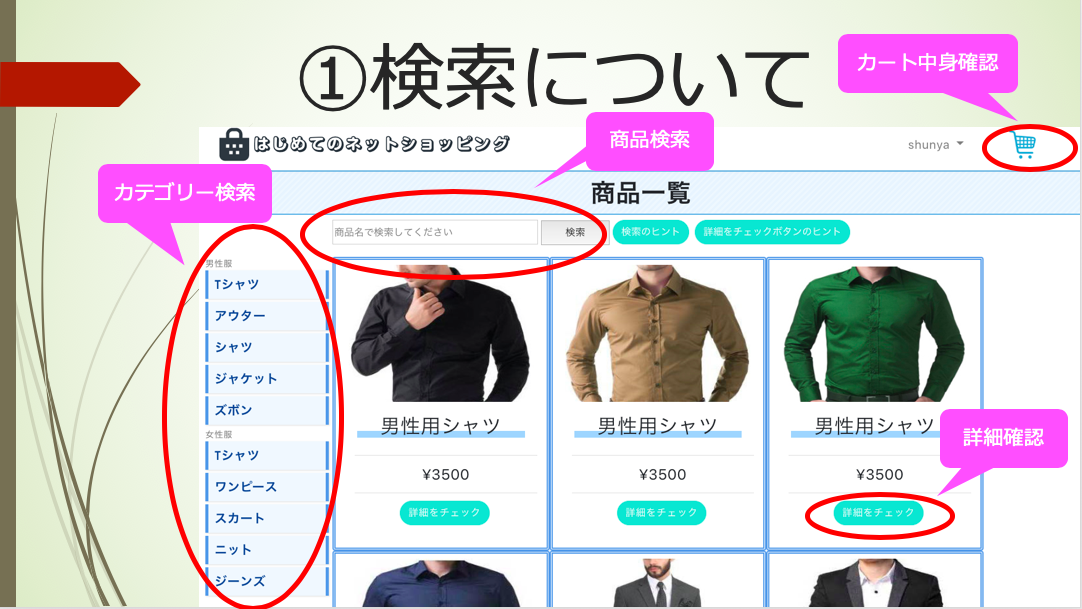 ①検索について
カート中身確認
はじめてのネットショッピング
商品検索
shunya
カテゴリー検索
商品一覧
商品名で検索してください
検索
検索のヒント
詳細をチェックボタンのヒント
男性服
Tシャツ
アウター
シャツ
ジャケット
ズボン
女性服
Tシャツ
ワンピース
スカート
ニット
ジーンズ
男性用シャツ
男性用シャツ
男性用シャツ
詳細確認
¥3500
¥3500
¥3500
詳細をチェック
詳細をチェック
詳細をチェック